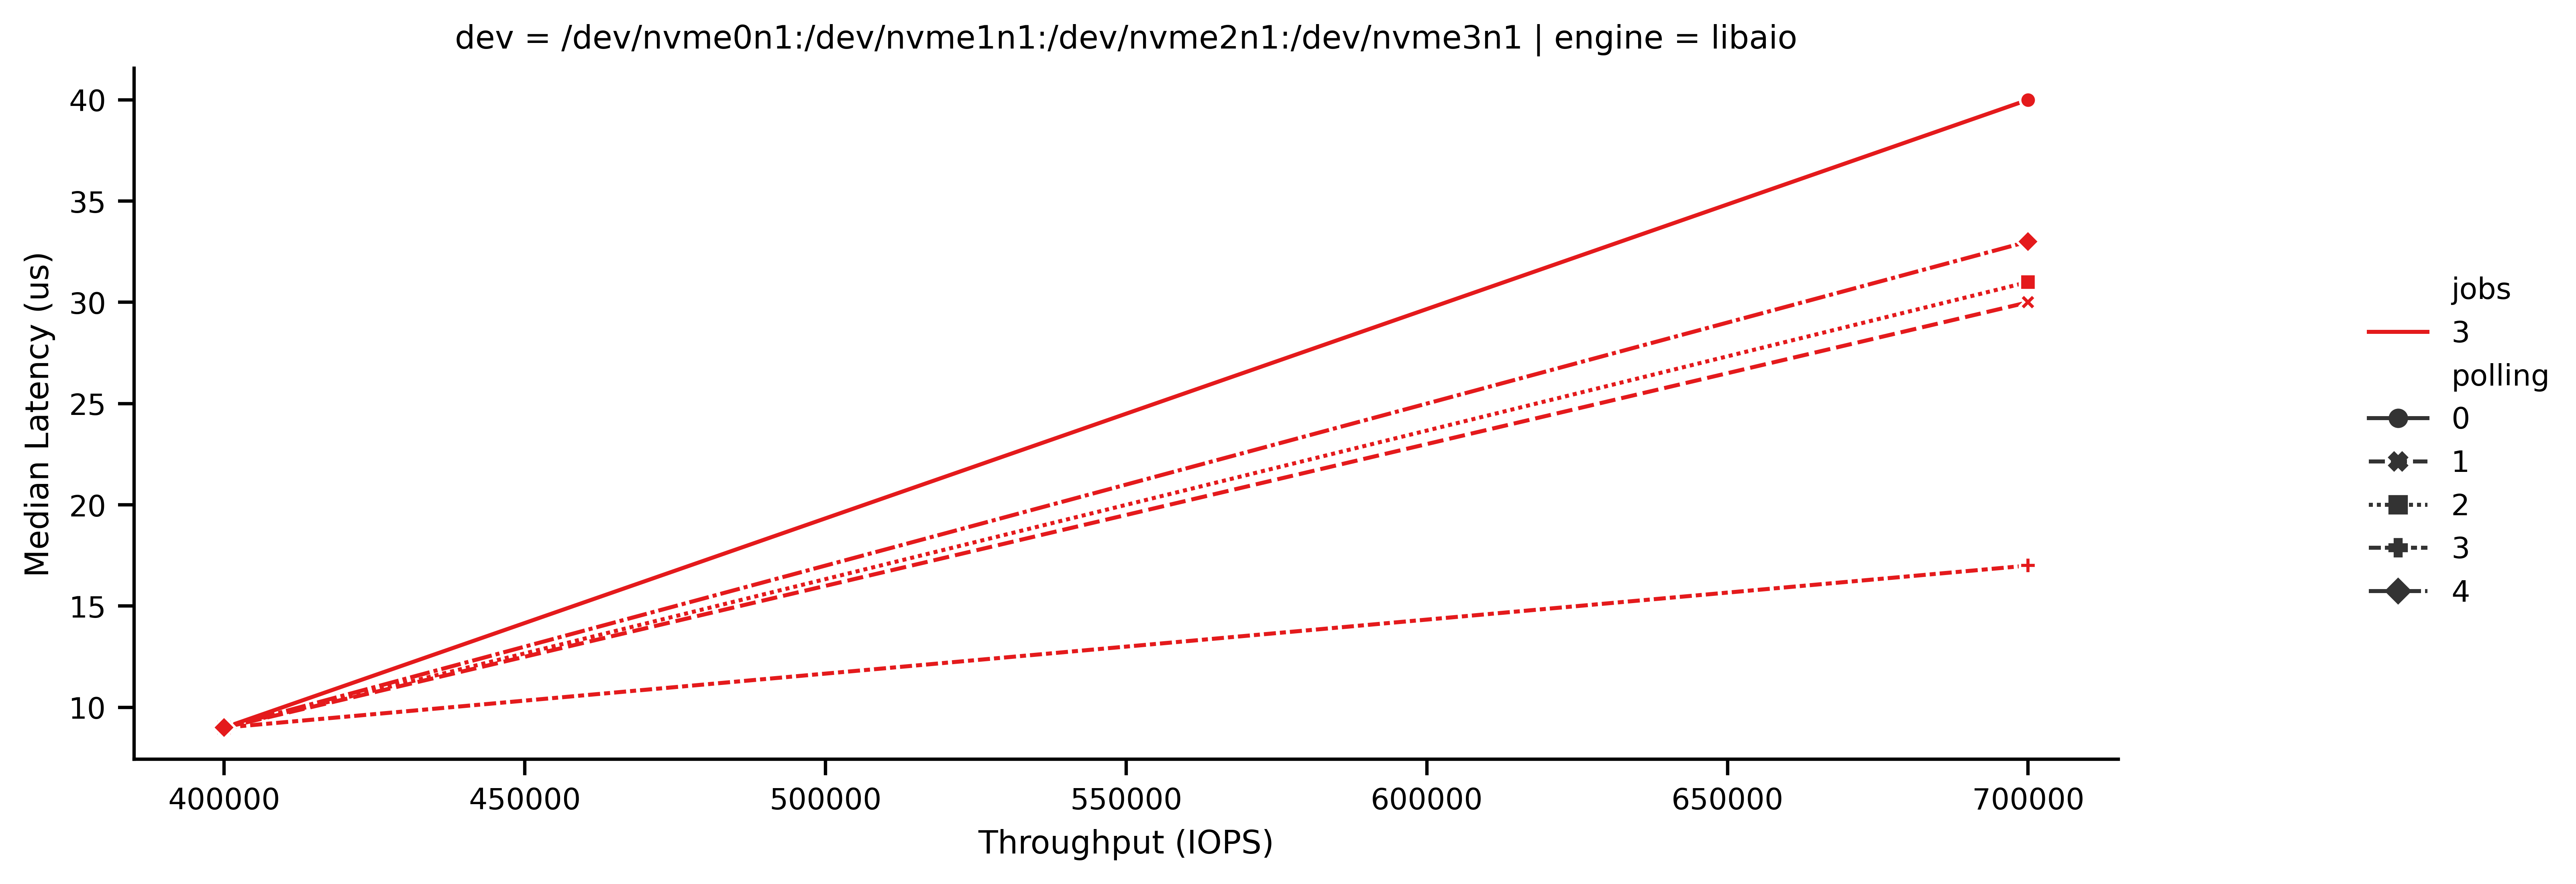 dev = /dev/nvme0n1:/dev/nvme1n1:/dev/nvme2n1:/dev/nvme3n1 | engine = libaio
Median Latency (us)
40
35
30
25
20
15
10
400000 450000 500000 550000 600000 650000 700000
Throughput (IOPS)
jobs
3
polling
0
1
2
3
4